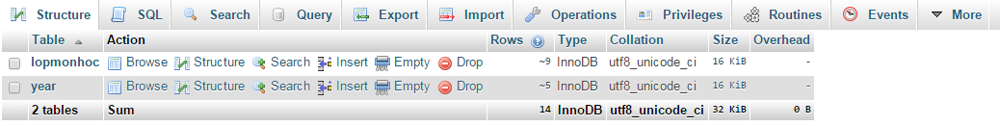 Structure SQL Search Query Export Import Operations Privileges Routines Events More
Table Action Rows Type Collation Size Overhead
lopmonhoc Browse Structure Search Insert Empty Drop ~9 InnoDB utf8_unicode_ci 16 KiB -
year Browse Structure Search Insert Empty Drop ~5 InnoDB utf8_unicode_ci 16 KiB -
2 tables Sum 14 InnoDB utf8_unicode_ci 32 KiB 0 B